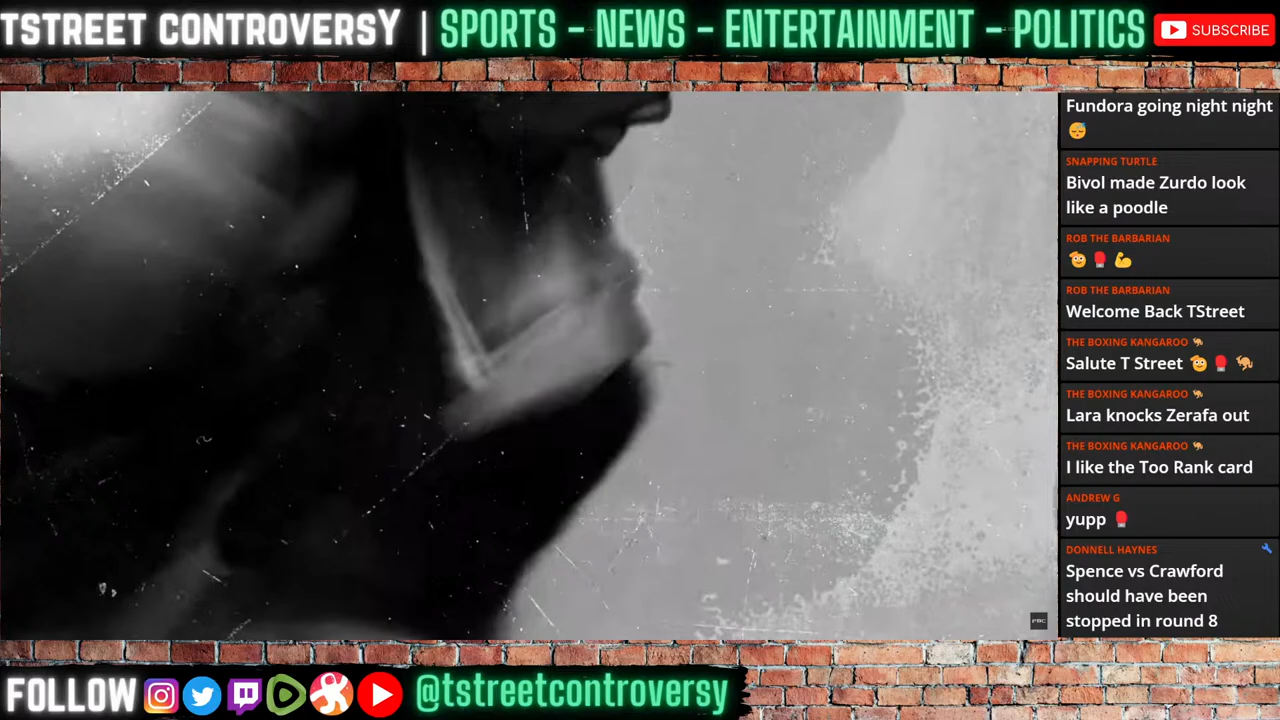 TSTREET CONTROVERSY | SPORTS - NEWS - ENTERTAINMENT - POLITICS
SUBSCRIBE
Fundora going night night
😴
SNAPPING TURTLE
Bivol made Zurdo look
like a poodle
ROB THE BARBARIAN
🫡 🥊 💪
ROB THE BARBARIAN
Welcome Back TStreet
THE BOXING KANGAROO 🦘
Salute T Street 🫡 🥊 🦘
THE BOXING KANGAROO 🦘
Lara knocks Zerafa out
THE BOXING KANGAROO 🦘
I like the Too Rank card
ANDREW G
yupp 🥊
DONNELL HAYNES
Spence vs Crawford
should have been
stopped in round 8
PBC
FOLLOW @tstreetcontroversy